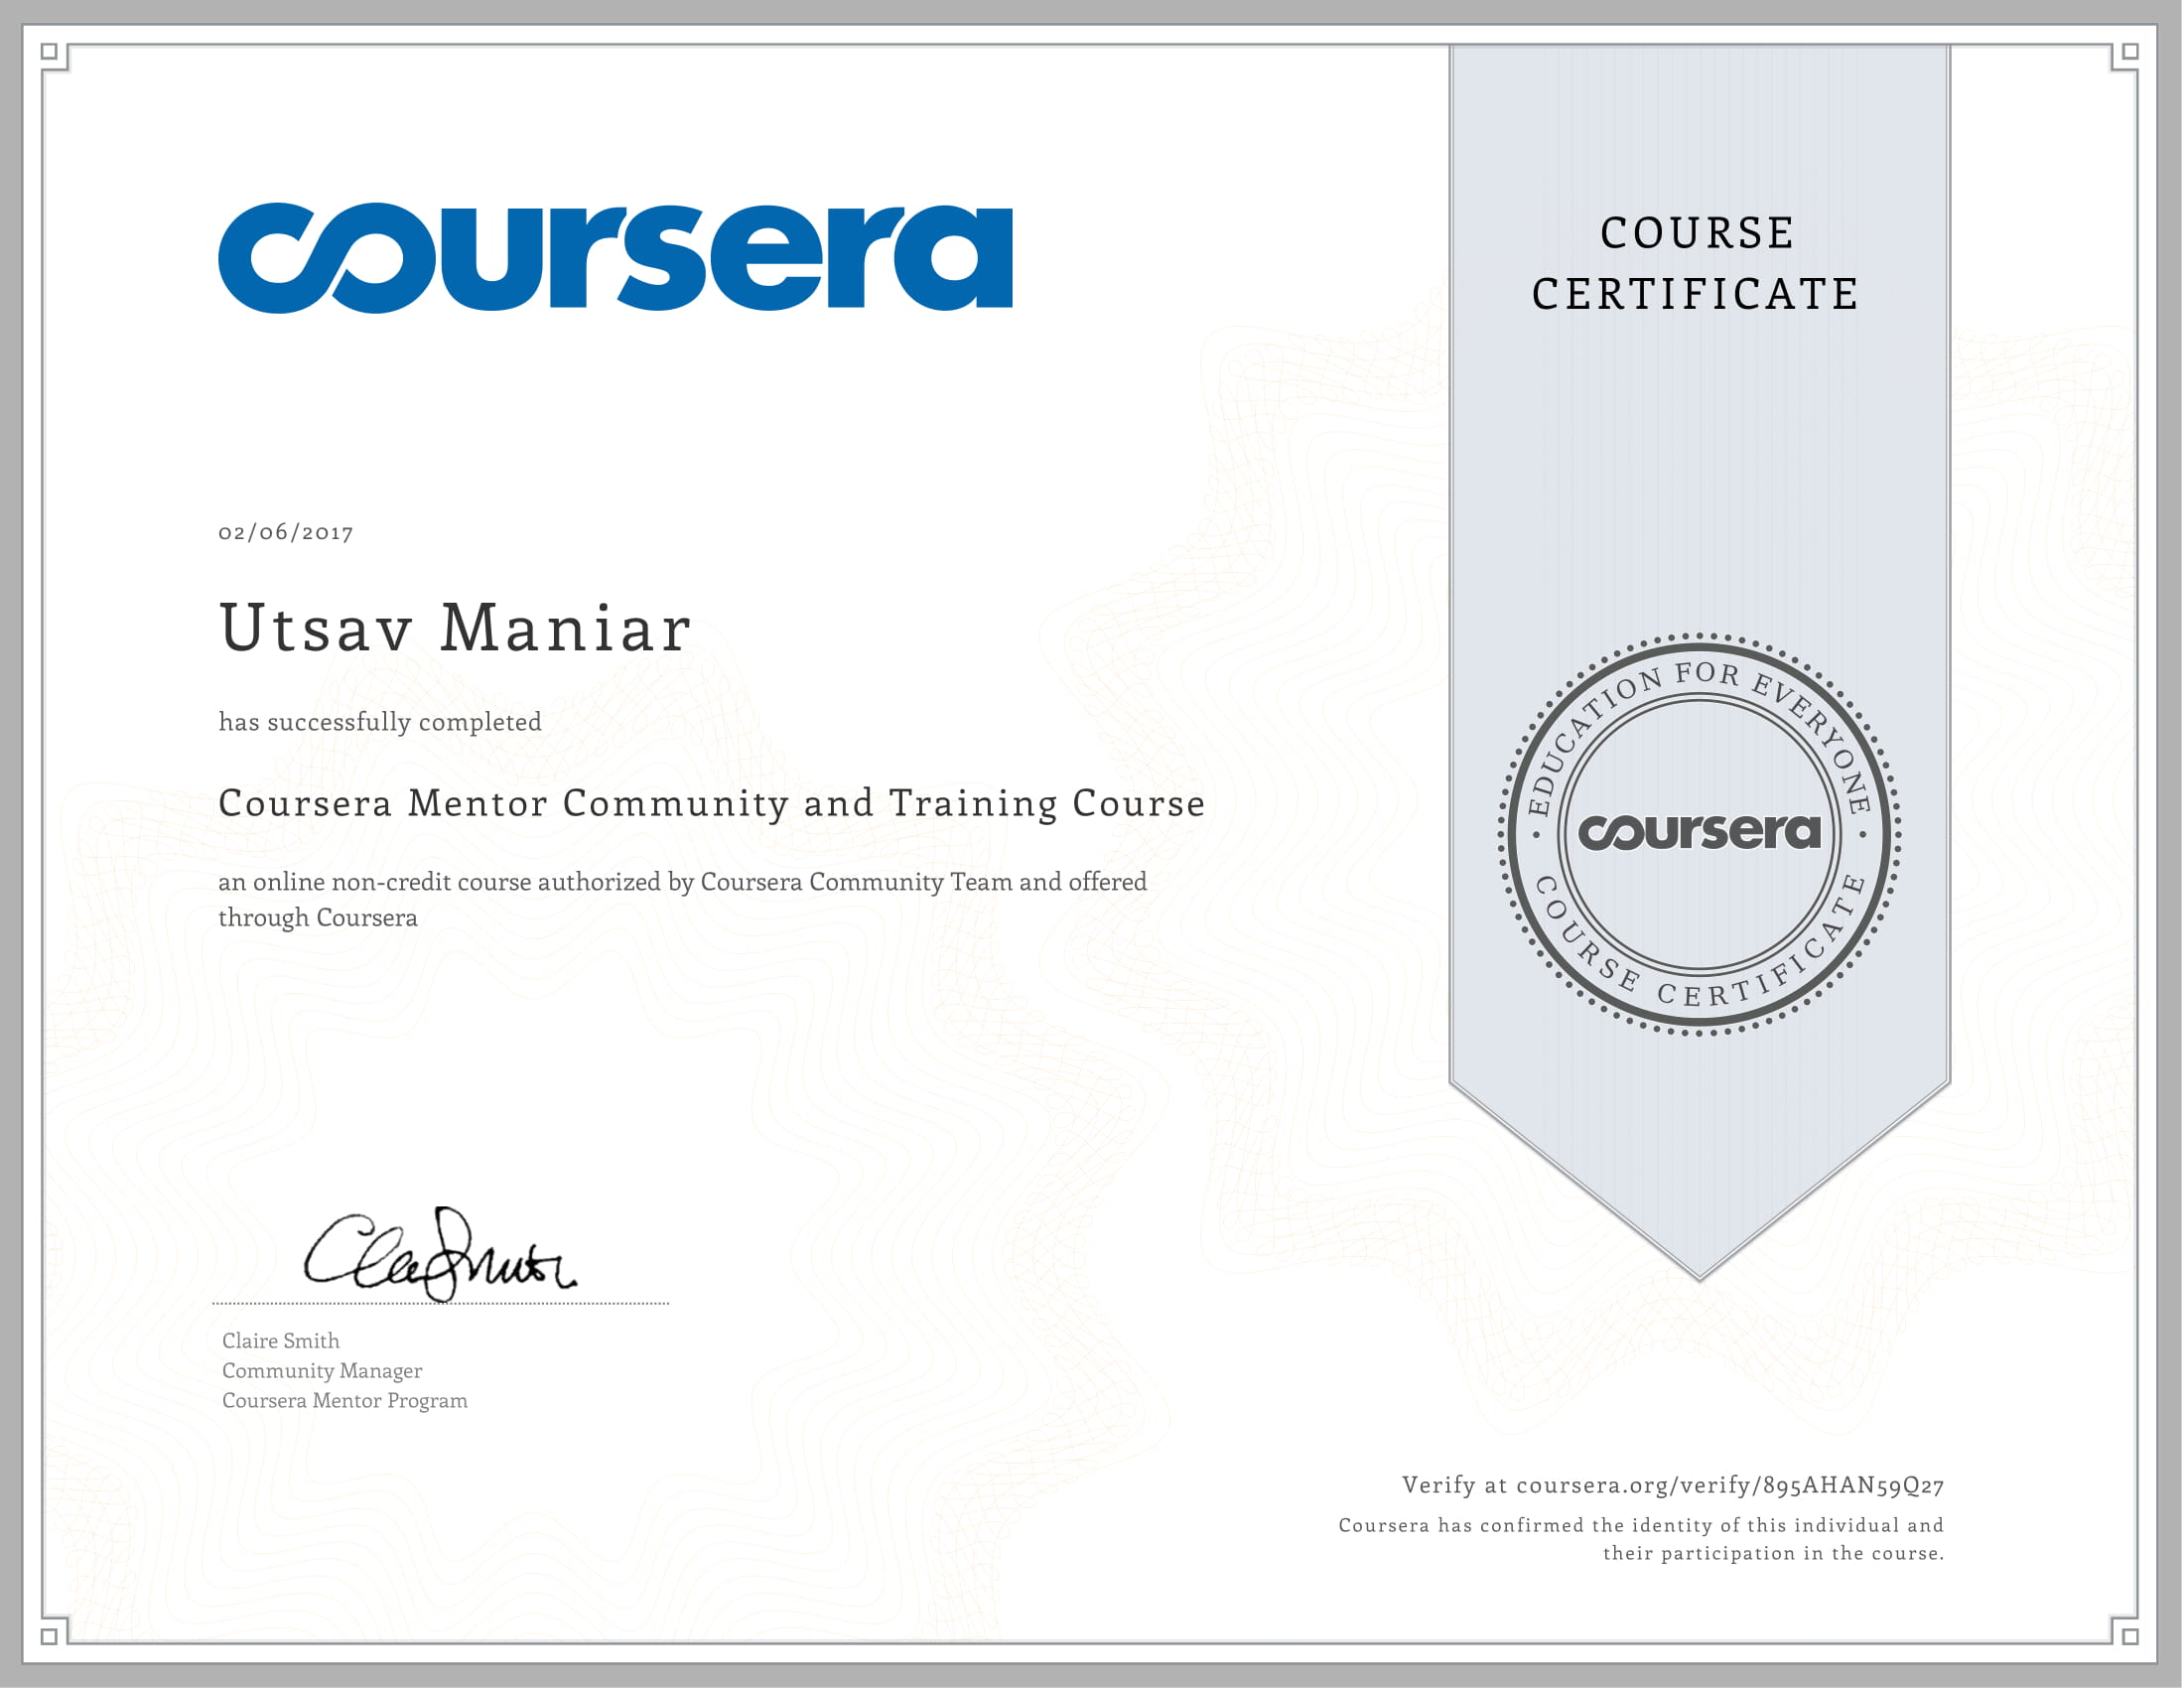 coursera
COURSE
CERTIFICATE
02/06/2017
Utsav Maniar
has successfully completed
Coursera Mentor Community and Training Course
an online non-credit course authorized by Coursera Community Team and offered
through Coursera
EDUCATION FOR EVERYONE
coursera
COURSE CERTIFICATE
Claire Smith
Community Manager
Coursera Mentor Program
Verify at coursera.org/verify/895AHAN59Q27
Coursera has confirmed the identity of this individual and
their participation in the course.